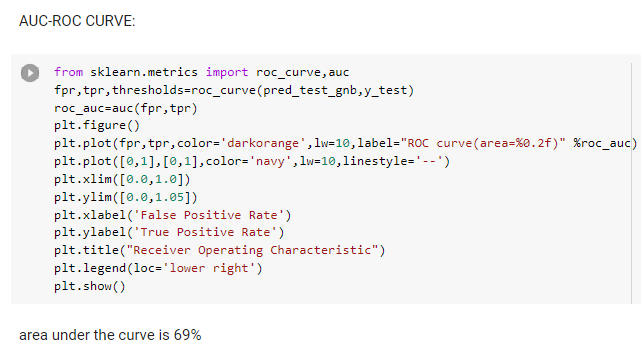 AUC-ROC CURVE:
from sklearn.metrics import roc_curve,auc
fpr,tpr,thresholds=roc_curve(pred_test_gnb,y_test)
roc_auc=auc(fpr,tpr)
plt.figure()
plt.plot(fpr,tpr,color='darkorange',lw=10,label="ROC curve(area=%0.2f)" %roc_auc)
plt.plot([0,1],[0,1],color='navy',lw=10,linestyle='--')
plt.xlim([0.0,1.0])
plt.ylim([0.0,1.05])
plt.xlabel('False Positive Rate')
plt.ylabel('True Positive Rate')
plt.title("Receiver Operating Characteristic")
plt.legend(loc='lower right')
plt.show()
area under the curve is 69%